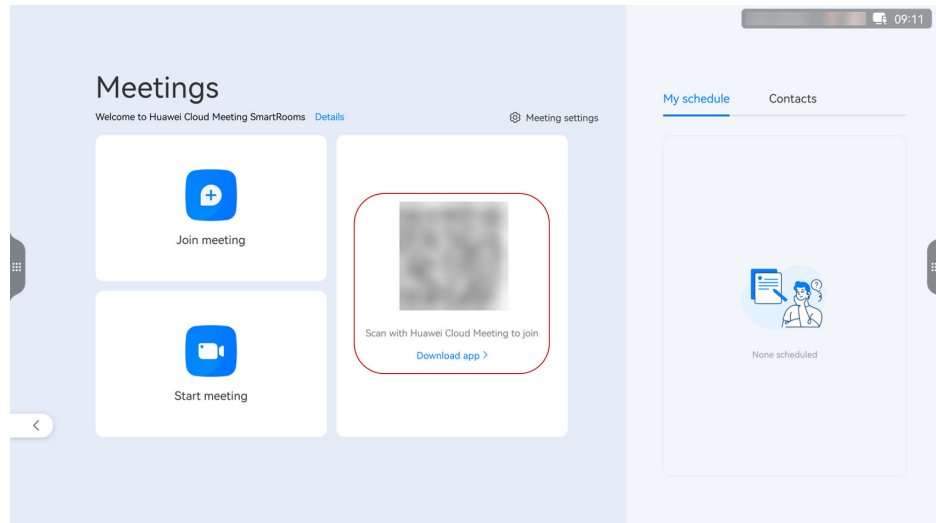 09:11
Meetings
Welcome to Huawei Cloud Meeting SmartRooms Details
Meeting settings
My schedule Contacts
Join meeting
Scan with Huawei Cloud Meeting to join
Download app >
Start meeting
None scheduled